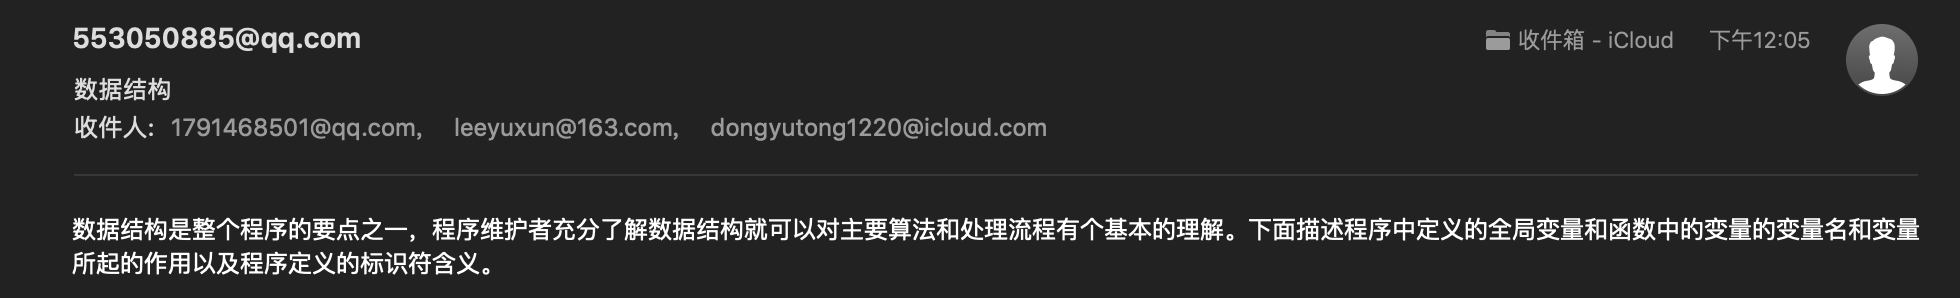 553050885@qq.com
收件箱 - iCloud 下午12:05
数据结构
收件人: 1791468501@qq.com, leeyuxun@163.com, dongyutong1220@icloud.com
数据结构是整个程序的要点之一，程序维护者充分了解数据结构就可以对主要算法和处理流程有个基本的理解。下面描述程序中定义的全局变量和函数中的变量的变量名和变量
所起的作用以及程序定义的标识符含义。